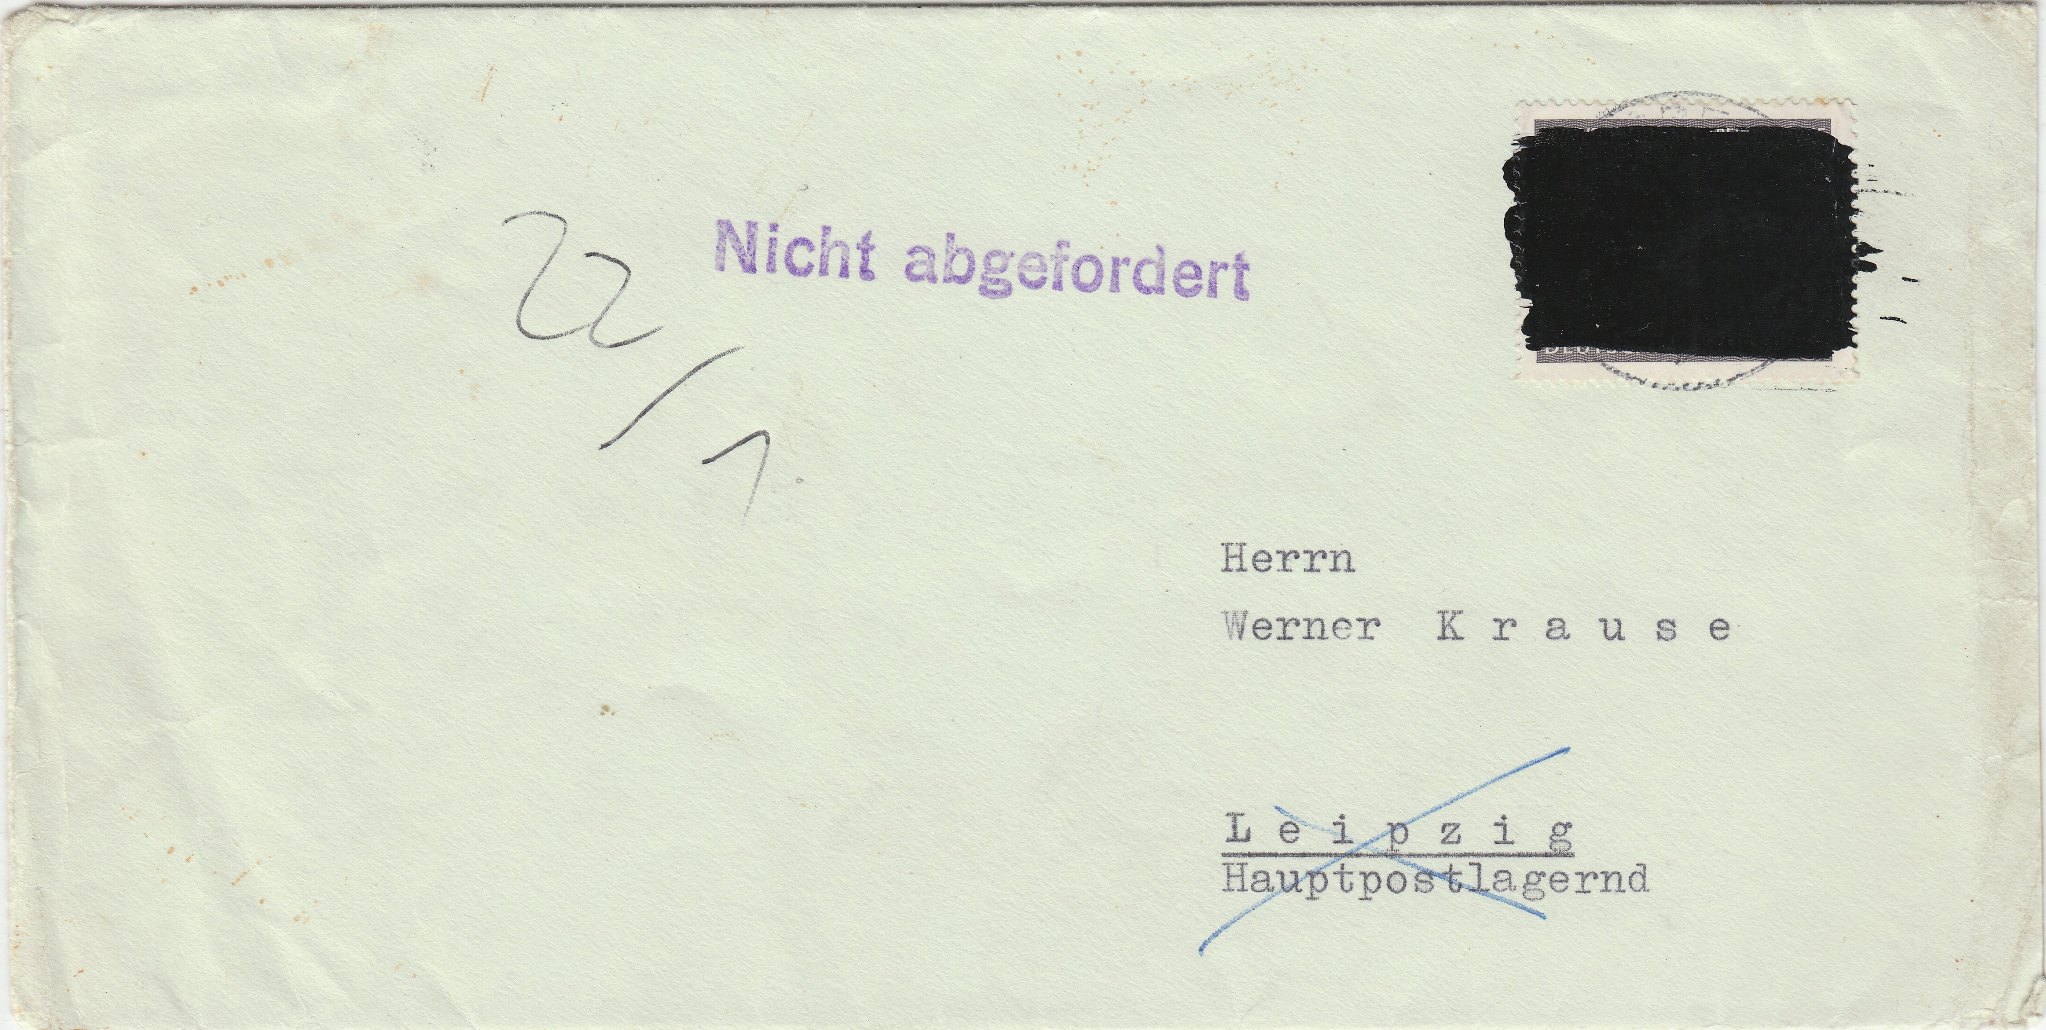 Nicht abgefordert
22/1.
Herrn
Werner K r a u s e
L e i p z i g
Hauptpostlagernd